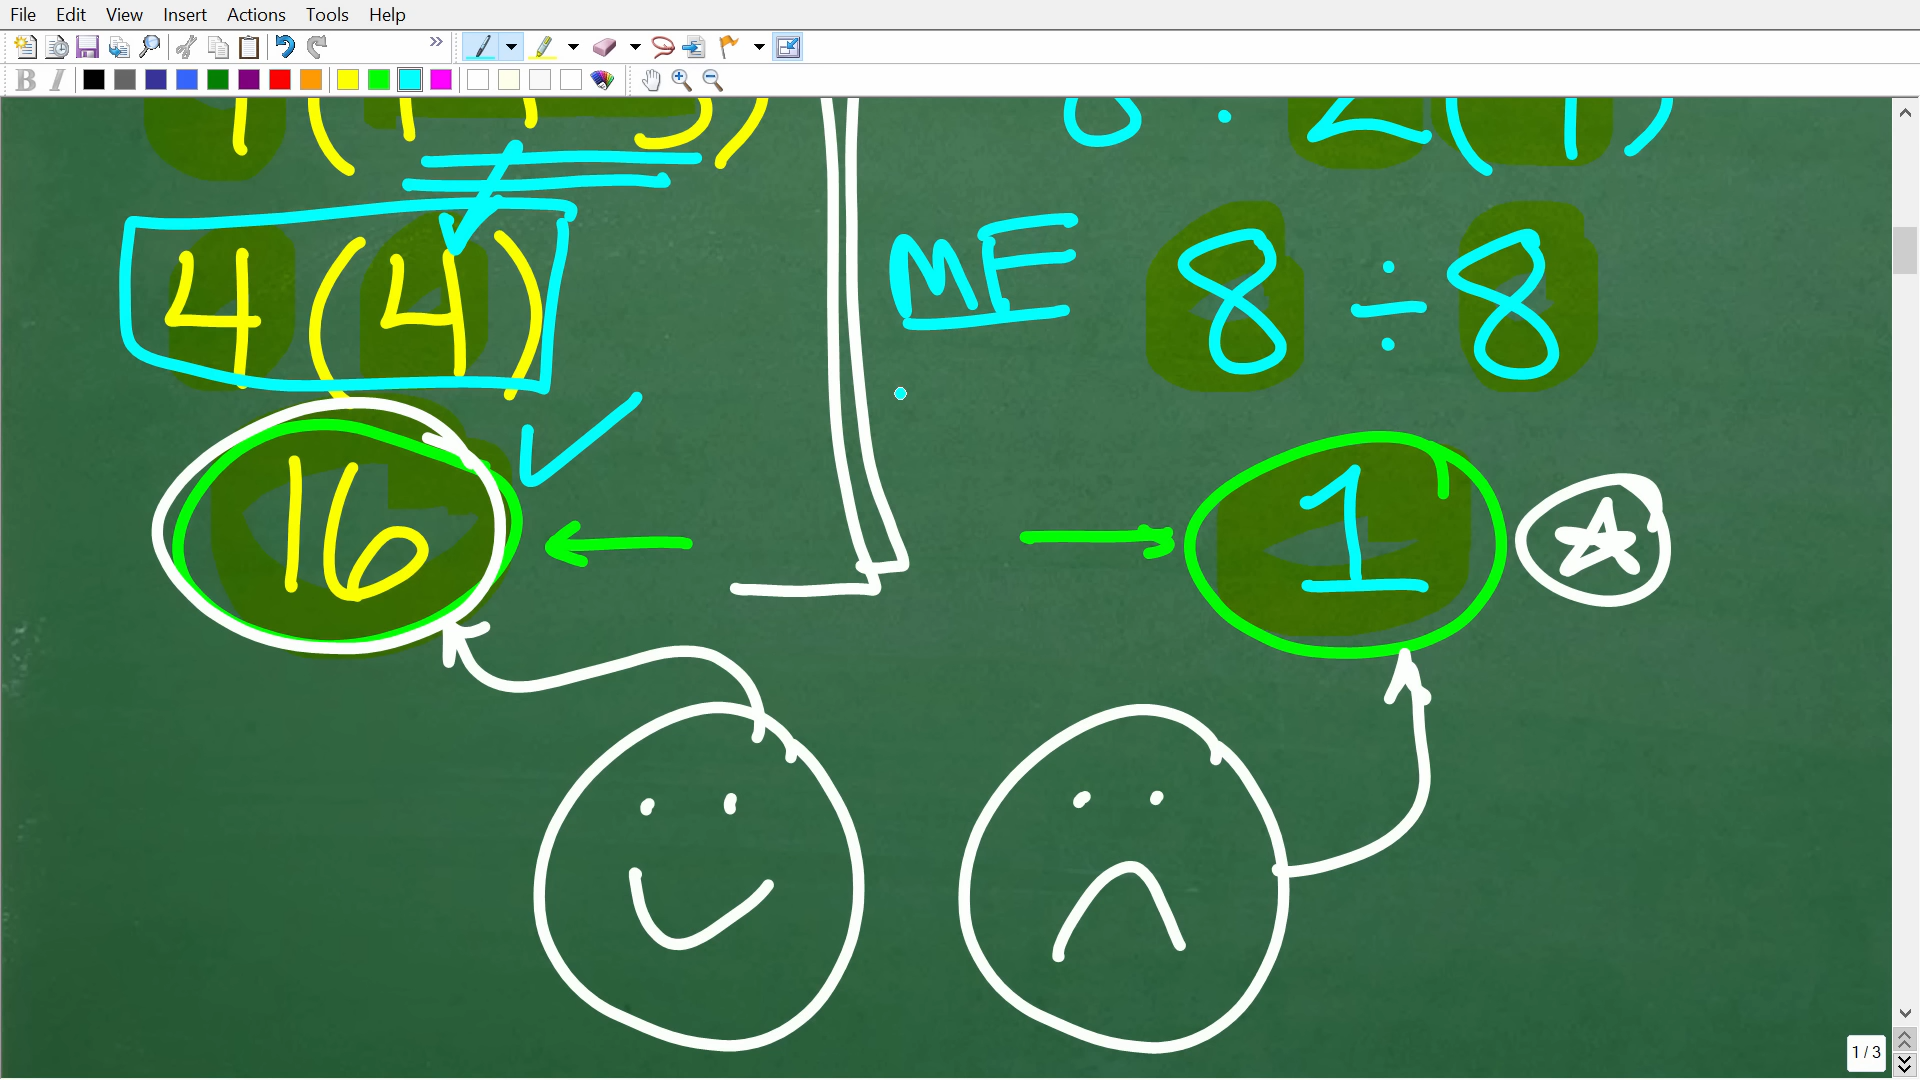 File Edit View Insert Actions Tools Help
B I
4(4)
16
ME 8 ÷ 8
1
1 / 3